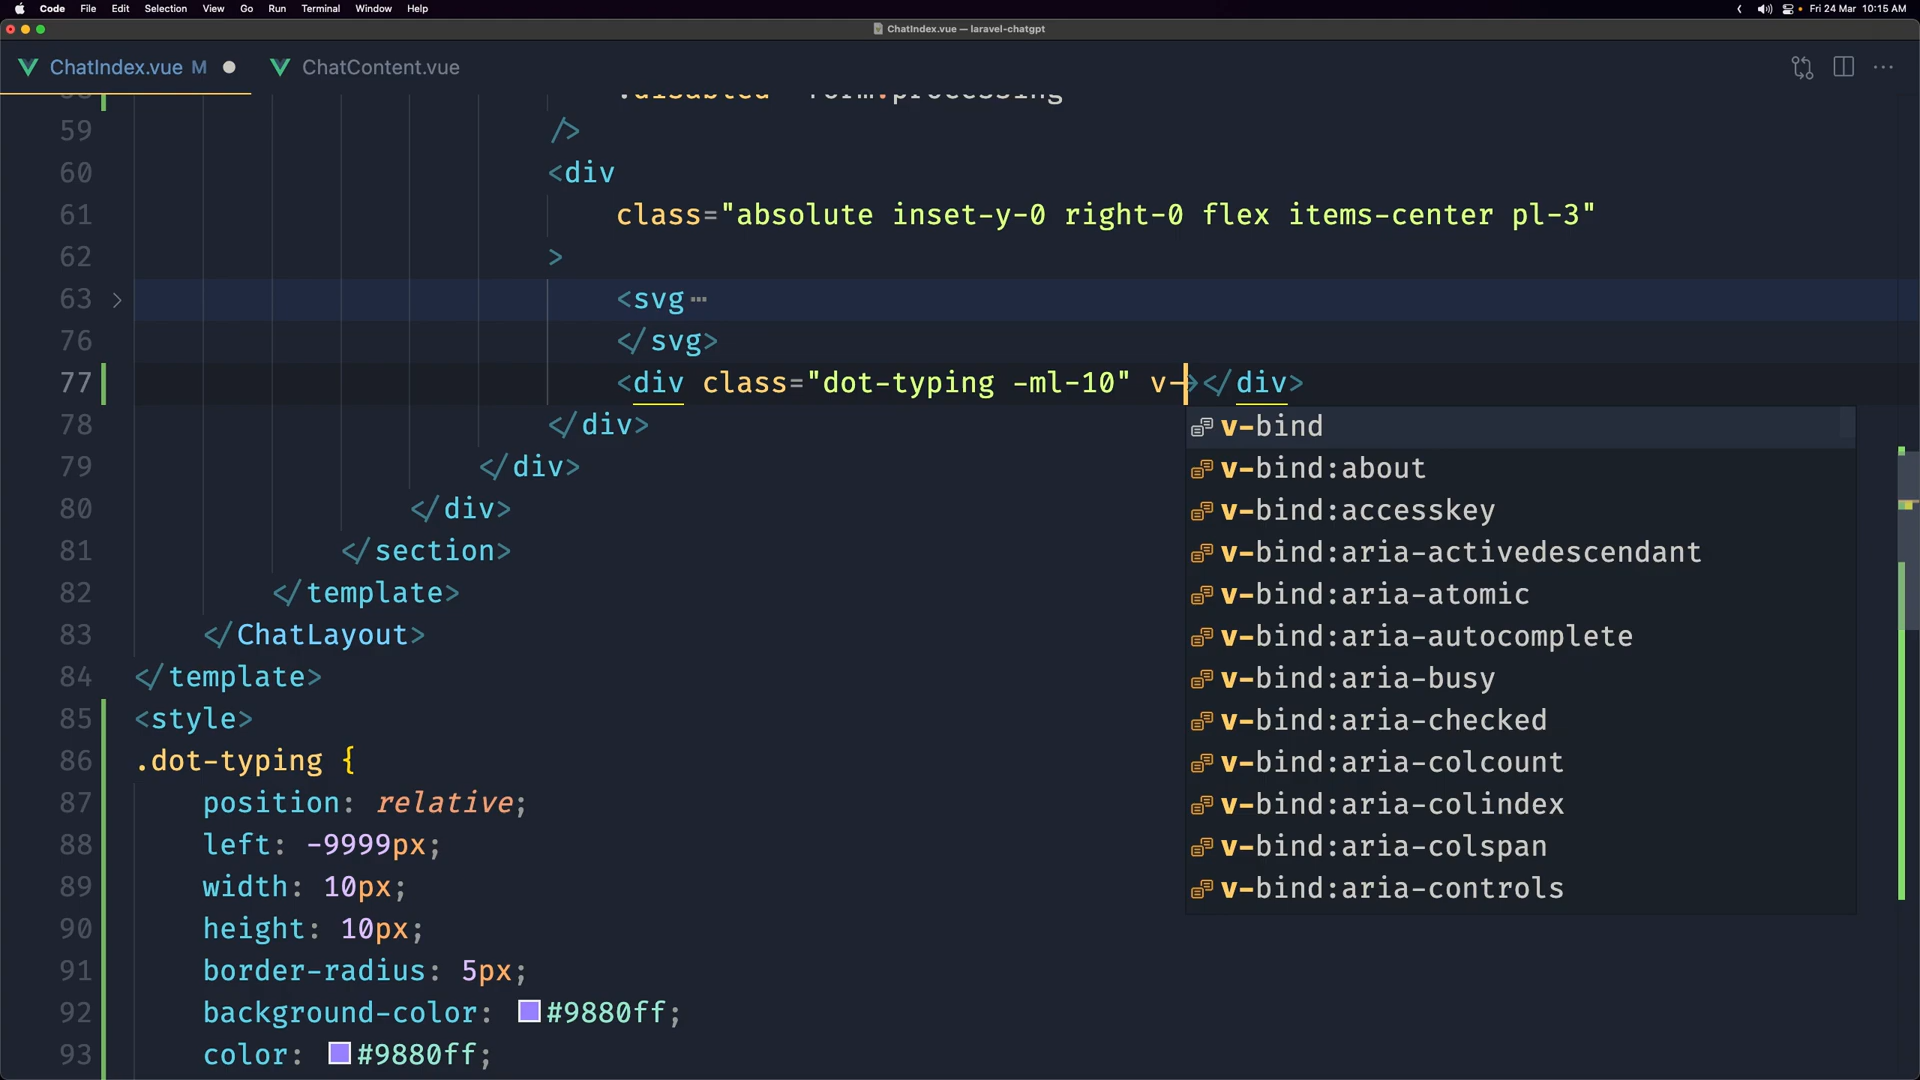 Code File Edit Selection View Go Run Terminal Window Help Fri 24 Mar 10:15 AM
ChatIndex.vue — laravel-chatgpt
ChatIndex.vue M ChatContent.vue
:disabled form.processing
59 />
60 <div
61 class="absolute inset-y-0 right-0 flex items-center pl-3"
62 >
63 <svg…
76 </svg>
77 <div class="dot-typing -ml-10" v-></div>
78 </div>
79 </div>
80 </div>
81 </section>
82 </template>
83 </ChatLayout>
84 </template>
85 <style>
86 .dot-typing {
87 position: relative;
88 left: -9999px;
89 width: 10px;
90 height: 10px;
91 border-radius: 5px;
92 background-color: #9880ff;
93 color: #9880ff;
v-bind
v-bind:about
v-bind:accesskey
v-bind:aria-activedescendant
v-bind:aria-atomic
v-bind:aria-autocomplete
v-bind:aria-busy
v-bind:aria-checked
v-bind:aria-colcount
v-bind:aria-colindex
v-bind:aria-colspan
v-bind:aria-controls